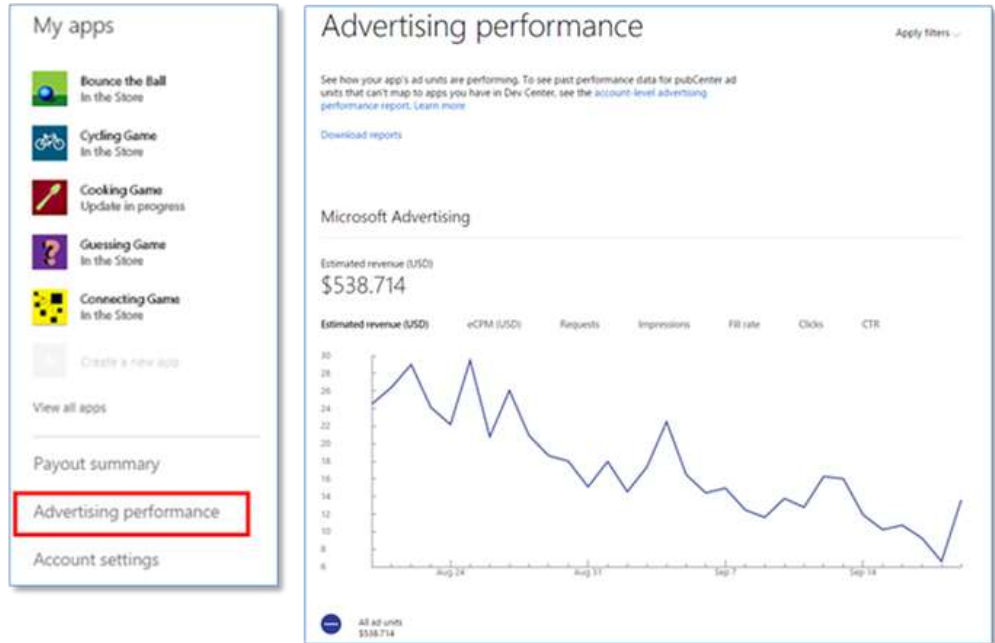 My apps
Bounce the Ball
In the Store
Cycling Game
In the Store
Cooking Game
Update in progress
Guessing Game
In the Store
Connecting Game
In the Store
Create a new app
View all apps
Payout summary
Advertising performance
Account settings
Advertising performance
Apply filters
See how your app's ad units are performing. To see past performance data for pubCenter ad
units that can't map to apps you have in Dev Center, see the account-level advertising
performance report. Learn more
Download reports
Microsoft Advertising
Estimated revenue (USD)
$538.714
Estimated revenue (USD) eCPM (USD) Requests Impressions Fill rate Clicks CTR
30
28
26
24
22
20
18
16
14
12
10
8
6
Aug 24 Aug 31 Sep 7 Sep 14
All ad units
$538.714